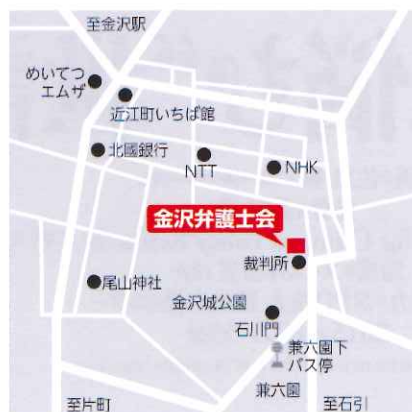 至金沢駅
めいてつ
エムザ
近江町いちば館
北國銀行
NTT
NHK
金沢弁護士会
裁判所
尾山神社
金沢城公園
石川門
兼六園下
バス停
兼六園
至片町
至石引